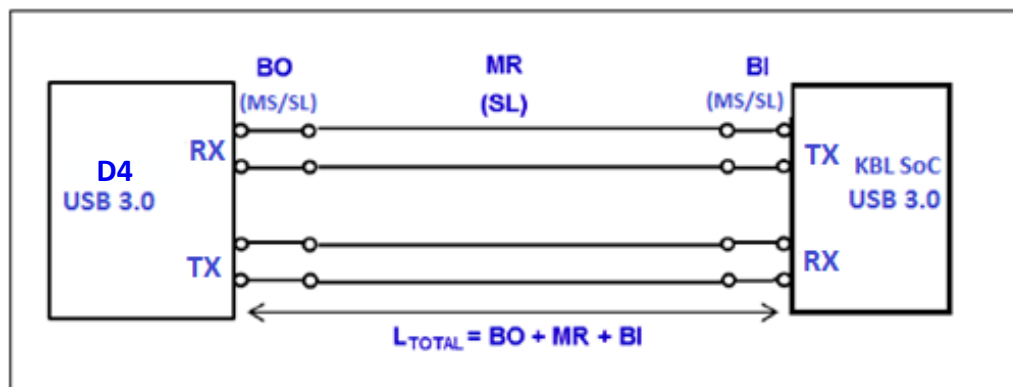 BO
(MS/SL)
MR
(SL)
BI
(MS/SL)
D4
USB 3.0
RX
TX
TX
RX
KBL SoC
USB 3.0
L TOTAL = BO + MR + BI